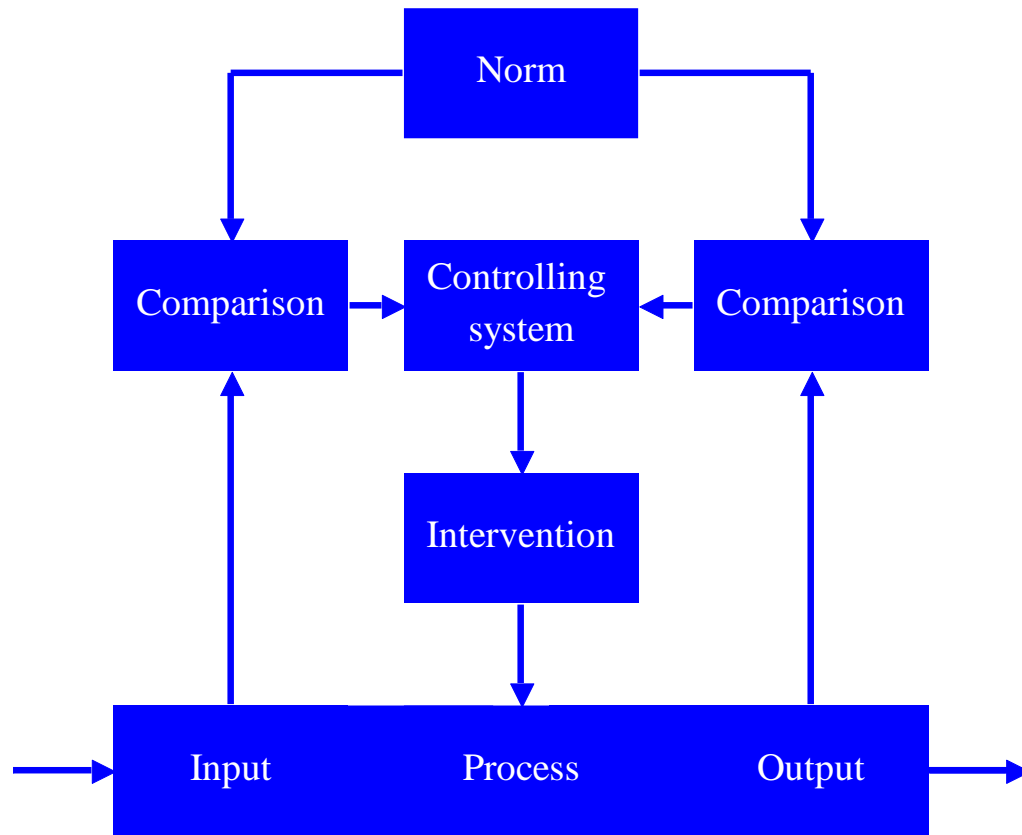 Norm
Comparison
Controlling
system
Comparison
Intervention
Input
Process
Output